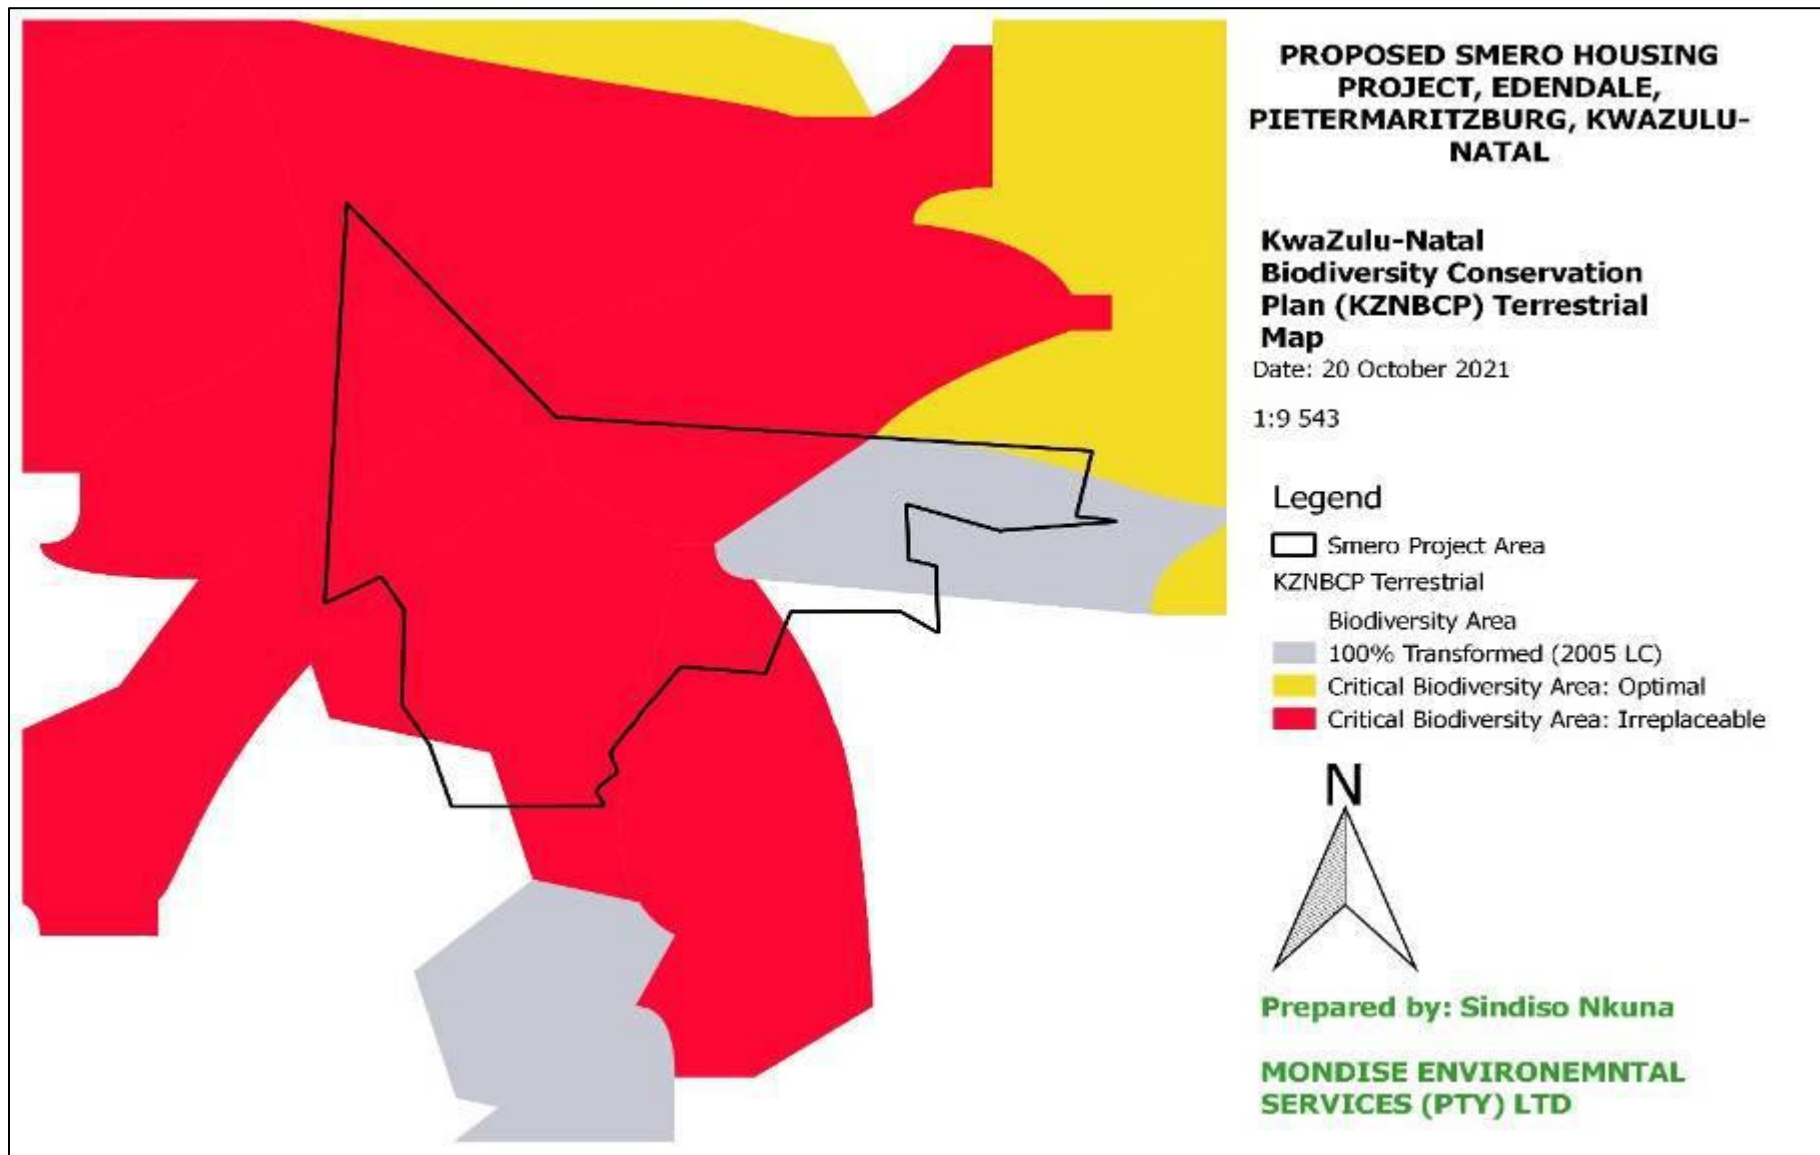 PROPOSED SMERO HOUSING
PROJECT, EDENDALE,
PIETERMARITZBURG, KWAZULU-
NATAL
KwaZulu-Natal
Biodiversity Conservation
Plan (KZNBCP) Terrestrial
Map
Date: 20 October 2021
1:9 543
Legend
Smero Project Area
KZNBCP Terrestrial
Biodiversity Area
100% Transformed (2005 LC)
Critical Biodiversity Area: Optimal
Critical Biodiversity Area: Irreplaceable
N
Prepared by: Sindiso Nkuna
MONDISE ENVIRONEMNTAL
SERVICES (PTY) LTD